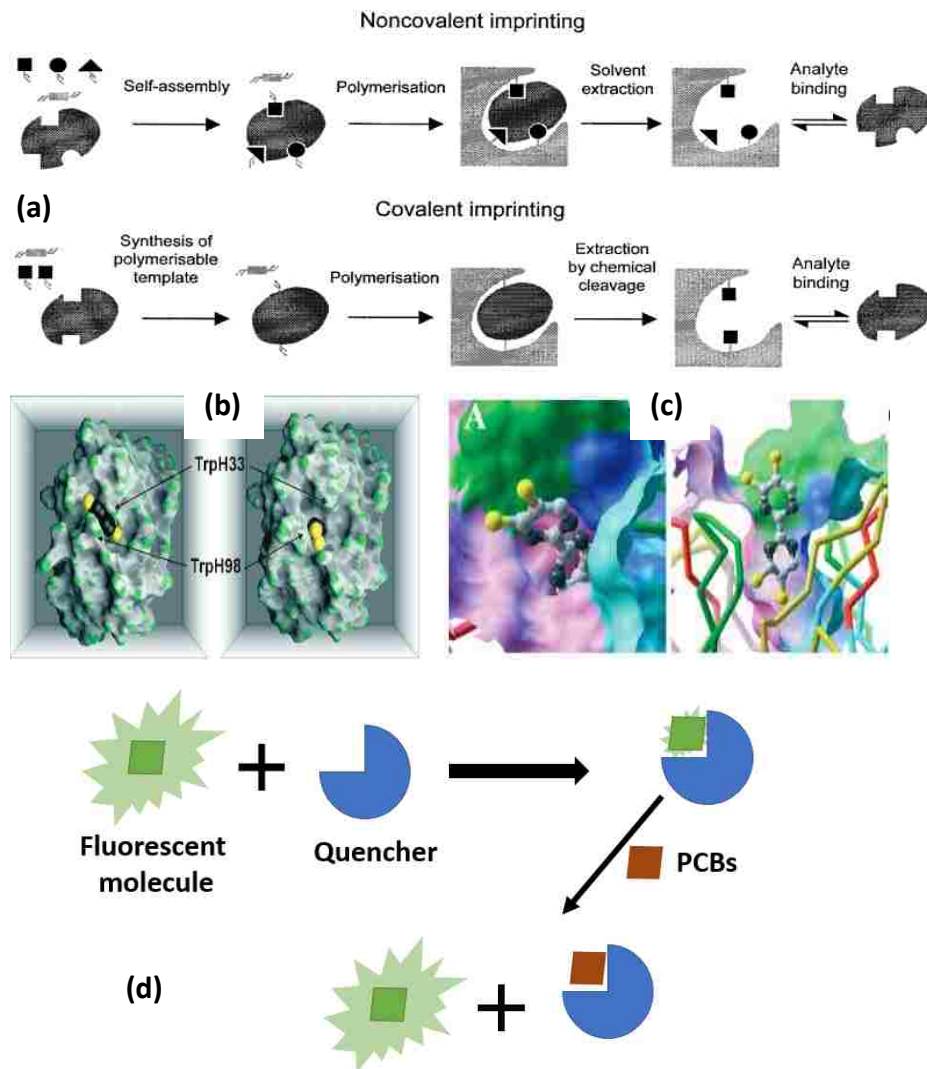 Noncovalent imprinting
Self-assembly
Polymerisation
Solvent
extraction
Analyte
binding
(a)
Covalent imprinting
Synthesis of
polymerisable
template
Polymerisation
Extraction
by chemical
cleavage
Analyte
binding
(b)
TrpH33
TrpH98
A
(c)
Fluorescent
molecule
Quencher
PCBs
(d)